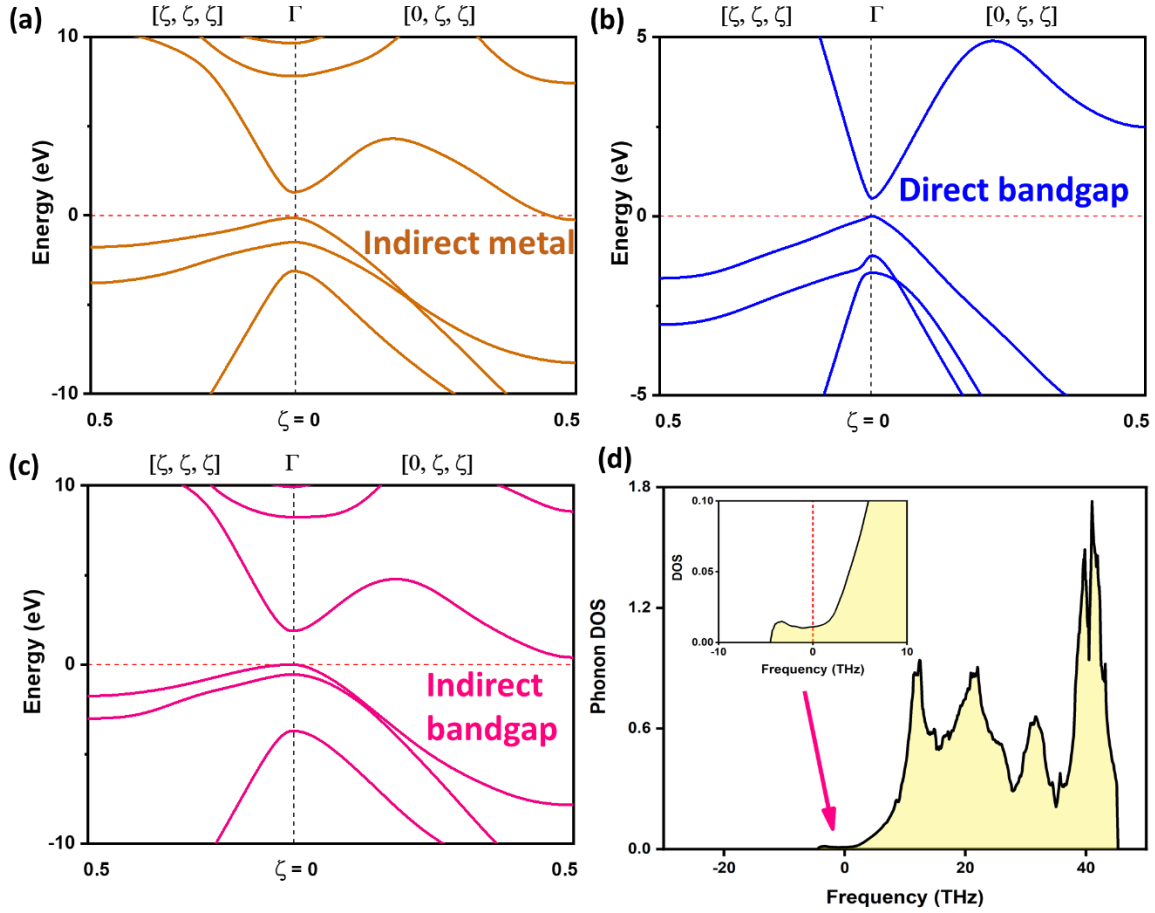 (a)
[ζ, ζ, ζ] Γ [0, ζ, ζ]
10
0
-10
Energy (eV)
Indirect metal
0.5 ζ = 0 0.5
(b)
[ζ, ζ, ζ] Γ [0, ζ, ζ]
5
0
-5
Energy (eV)
Direct bandgap
0.5 ζ = 0 0.5
(c)
[ζ, ζ, ζ] Γ [0, ζ, ζ]
10
0
-10
Energy (eV)
Indirect
bandgap
0.5 ζ = 0 0.5
(d)
1.8
1.2
0.6
0.0
Phonon DOS
0.10
0.05
0.00
DOS
-10 0 10
Frequency (THz)
-20 0 20 40
Frequency (THz)